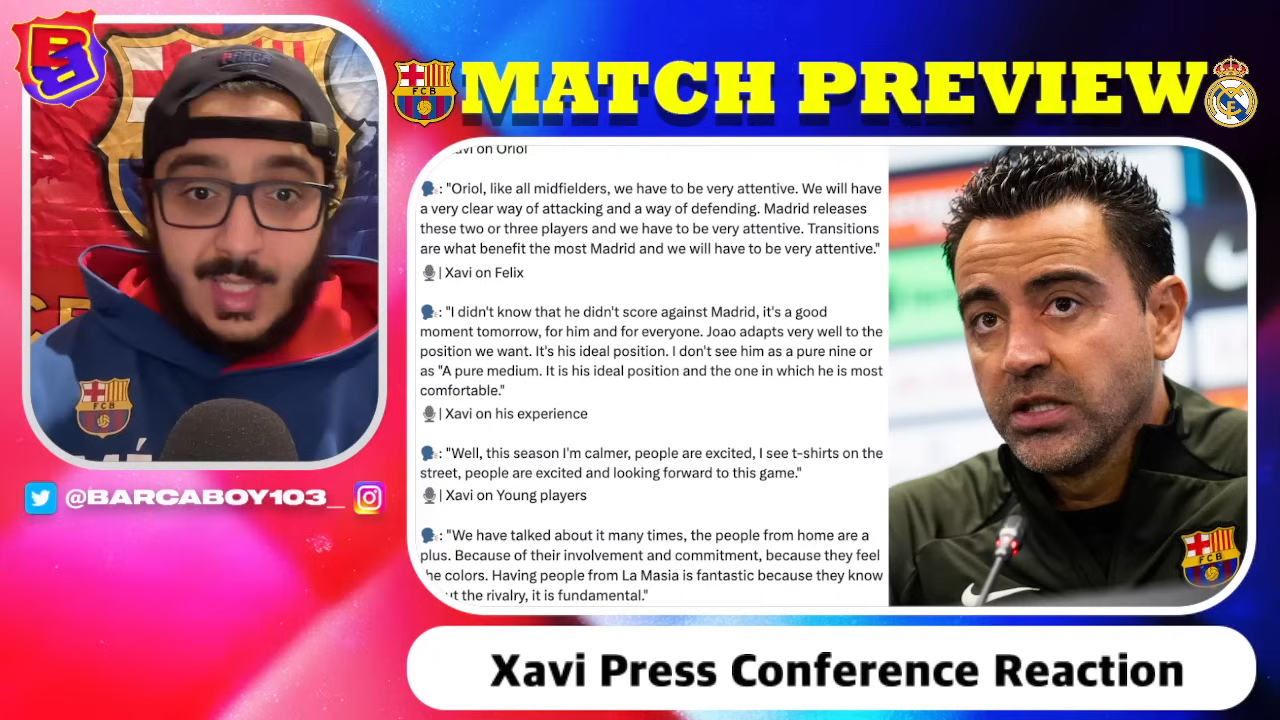 MATCH PREVIEW
Xavi on Oriol
: "Oriol, like all midfielders, we have to be very attentive. We will have
a very clear way of attacking and a way of defending. Madrid releases
these two or three players and we have to be very attentive. Transitions
are what benefit the most Madrid and we will have to be very attentive."
| Xavi on Felix
: "I didn't know that he didn't score against Madrid, it's a good
moment tomorrow, for him and for everyone. Joao adapts very well to the
position we want. It's his ideal position. I don't see him as a pure nine or
as "A pure medium. It is his ideal position and the one in which he is most
comfortable."
| Xavi on his experience
: "Well, this season I'm calmer, people are excited, I see t-shirts on the
street, people are excited and looking forward to this game."
| Xavi on Young players
: "We have talked about it many times, the people from home are a
plus. Because of their involvement and commitment, because they feel
he colors. Having people from La Masia is fantastic because they know
ut the rivalry, it is fundamental."
FCB
FCB
FCB
@BARCABOY103_
Xavi Press Conference Reaction